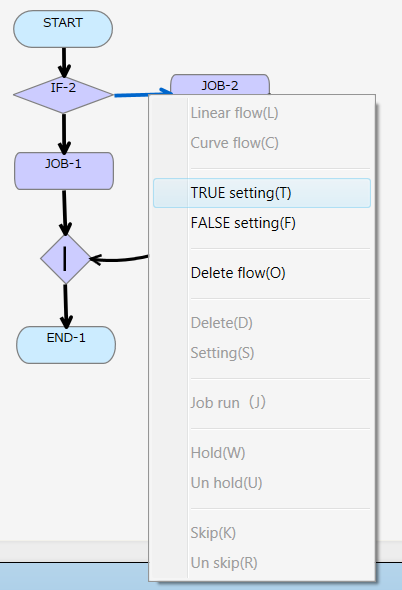 START
IF-2
JOB-2
JOB-1
END-1
Linear flow(L)
Curve flow(C)
TRUE setting(T)
FALSE setting(F)
Delete flow(O)
Delete(D)
Setting(S)
Job run（J）
Hold(W)
Un hold(U)
Skip(K)
Un skip(R)